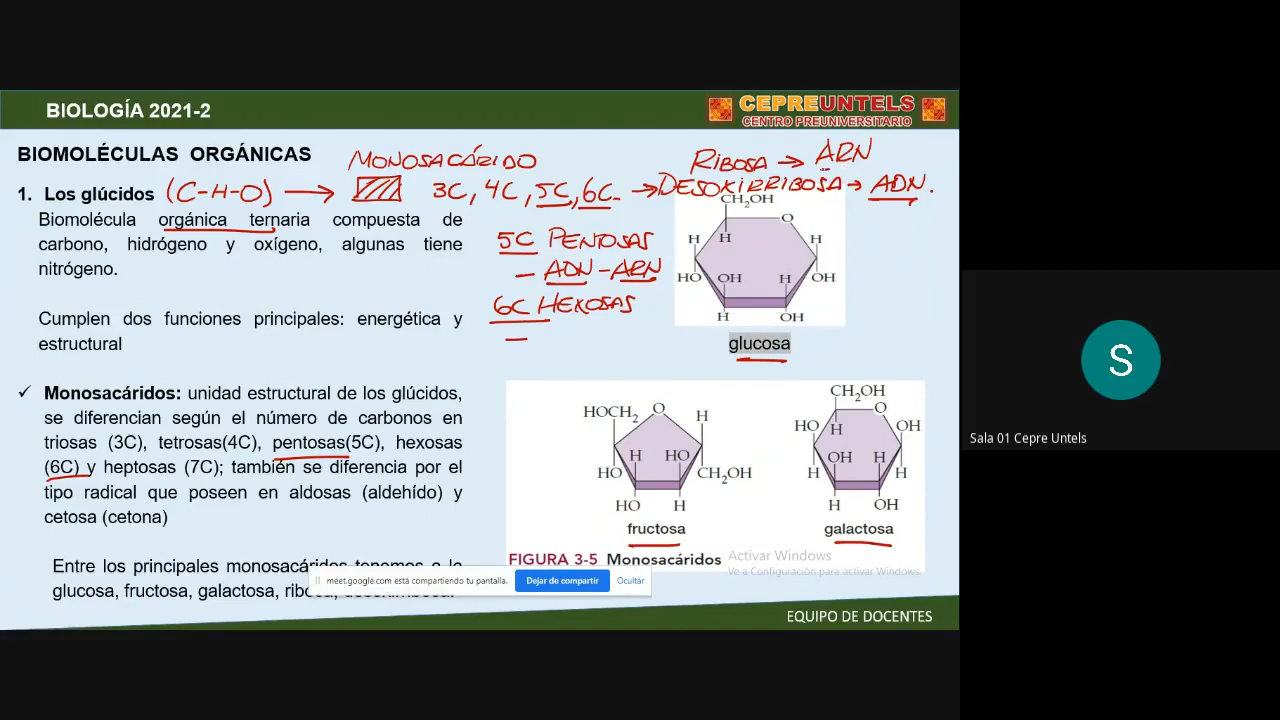 BIOLOGÍA 2021-2
CEPREUNTELS
CENTRO PREUNIVERSITARIO
BIOMOLÉCULAS ORGÁNICAS
MONOSACÁRIDO
RIBOSA → ARN
1. Los glúcidos (C-H-O) → 3C, 4C, 5C, 6C → DESOXIRRIBOSA → ADN.
Biomolécula orgánica ternaria compuesta de
carbono, hidrógeno y oxígeno, algunas tiene
nitrógeno.
5C PENTOSAS
– ADN – ARN
6C HEXOSAS
–
Cumplen dos funciones principales: energética y
estructural
✓ Monosacáridos: unidad estructural de los glúcidos,
se diferencian según el número de carbonos en
triosas (3C), tetrosas(4C), pentosas(5C), hexosas
(6C) y heptosas (7C); también se diferencia por el
tipo radical que poseen en aldosas (aldehído) y
cetosa (cetona)
Entre los principales monosacáridos tenemos a la
glucosa, fructosa, galactosa, ribosa, desoxirribosa.
CH2OH
O
H H H
HO OH H OH
H OH
glucosa
HOCH2 O H
H HO
HO CH2OH
HO H
fructosa
CH2OH
O
HO H OH
OH H
H H
H OH
galactosa
FIGURA 3-5 Monosacáridos
Activar Windows
Ve a Configuración para activar Windows.
meet.google.com está compartiendo tu pantalla.
Dejar de compartir
Ocultar
EQUIPO DE DOCENTES
S
Sala 01 Cepre Untels